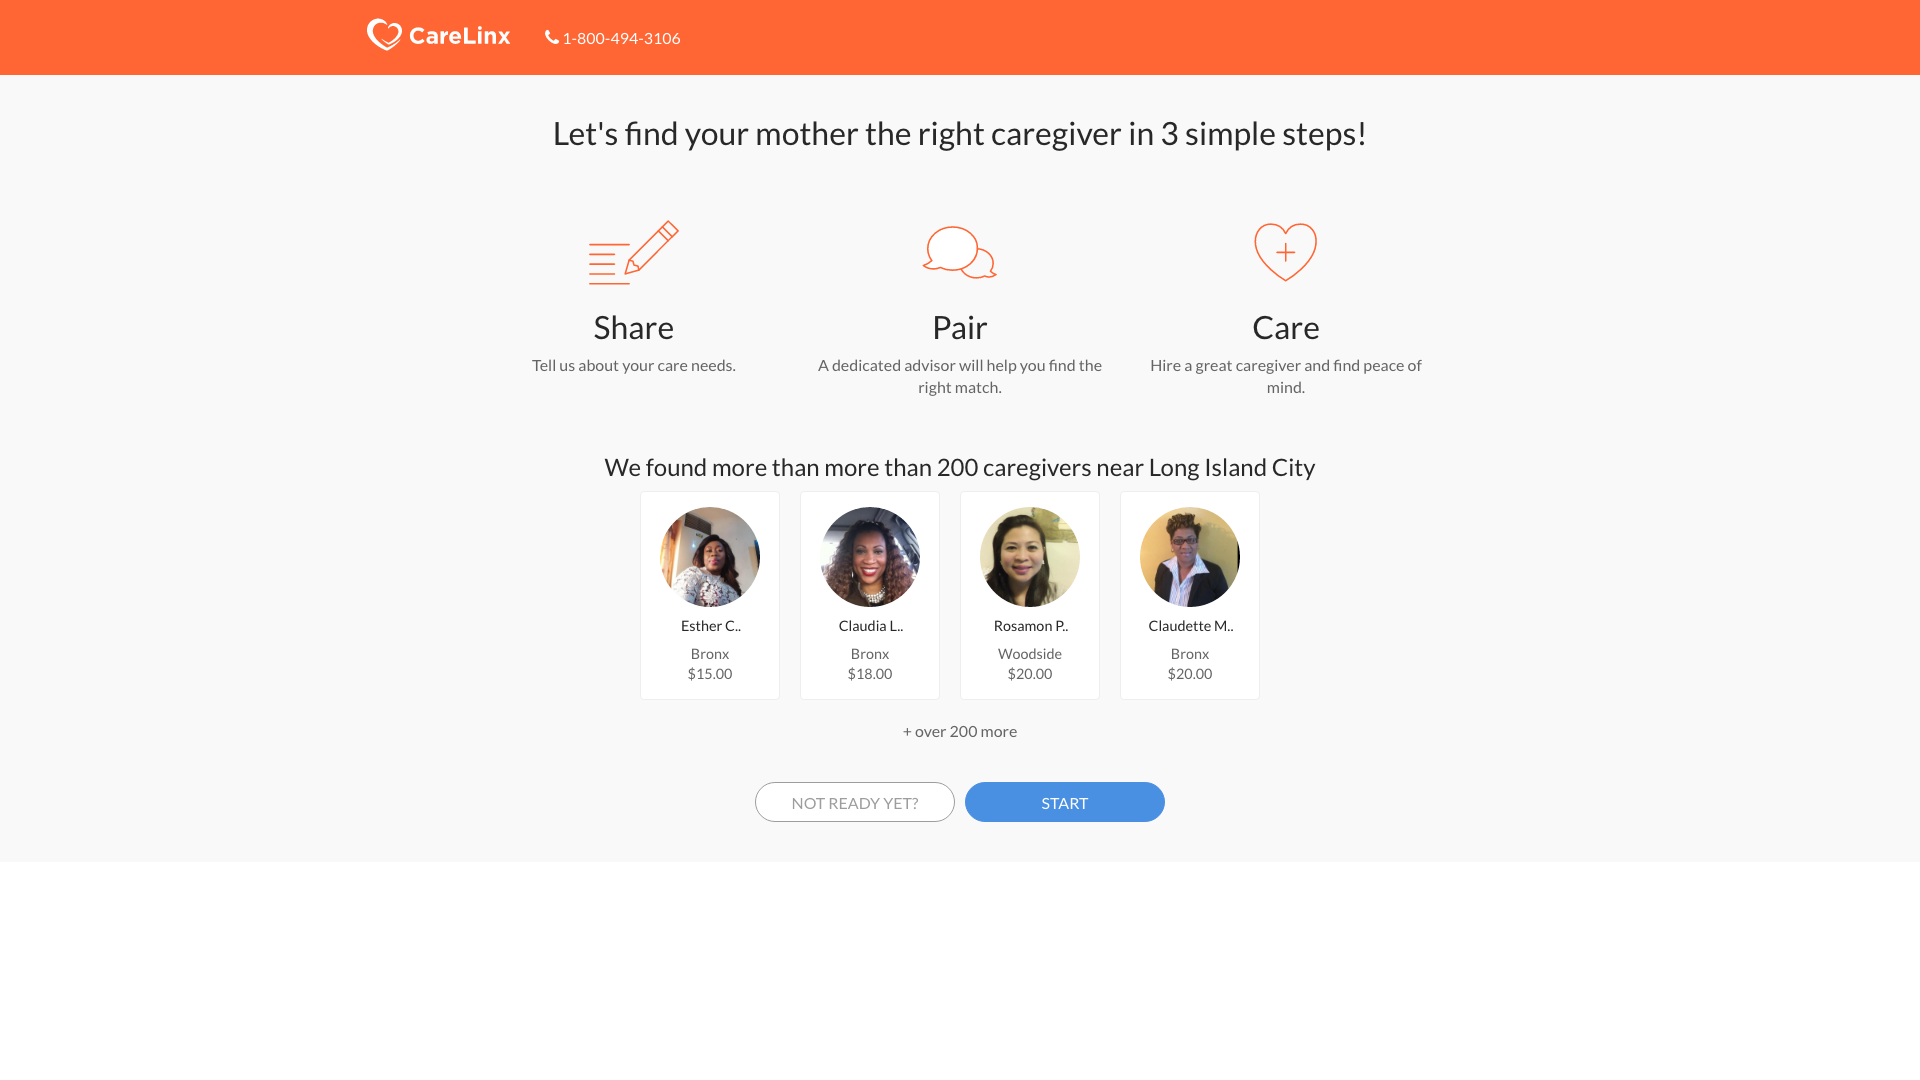 CareLinx
1-800-494-3106
Let's find your mother the right caregiver in 3 simple steps!
Share
Tell us about your care needs.
Pair
A dedicated advisor will help you find the
right match.
Care
Hire a great caregiver and find peace of
mind.
We found more than more than 200 caregivers near Long Island City
Esther C..
Bronx
$15.00
Claudia L..
Bronx
$18.00
Rosamon P..
Woodside
$20.00
Claudette M..
Bronx
$20.00
+ over 200 more
NOT READY YET?
START